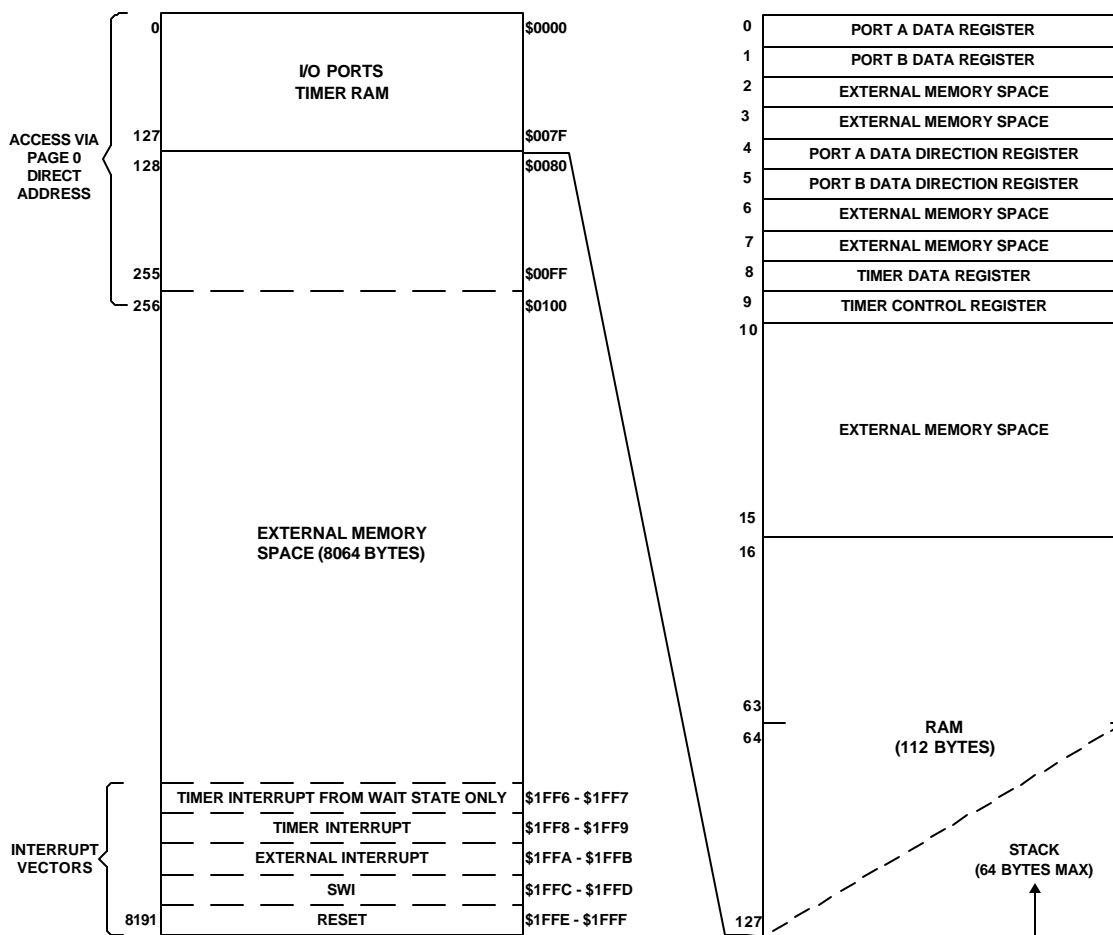 0
$0000
I/O PORTS
TIMER RAM
127
$007F
128
$0080
ACCESS VIA
PAGE 0
DIRECT
ADDRESS
255
$00FF
256
$0100
EXTERNAL MEMORY
SPACE (8064 BYTES)
INTERRUPT
VECTORS
TIMER INTERRUPT FROM WAIT STATE ONLY
$1FF6 - $1FF7
TIMER INTERRUPT
$1FF8 - $1FF9
EXTERNAL INTERRUPT
$1FFA - $1FFB
SWI
$1FFC - $1FFD
8191
RESET
$1FFE - $1FFF
0
PORT A DATA REGISTER
1
PORT B DATA REGISTER
2
EXTERNAL MEMORY SPACE
3
EXTERNAL MEMORY SPACE
4
PORT A DATA DIRECTION REGISTER
5
PORT B DATA DIRECTION REGISTER
6
EXTERNAL MEMORY SPACE
7
EXTERNAL MEMORY SPACE
8
TIMER DATA REGISTER
9
TIMER CONTROL REGISTER
10
EXTERNAL MEMORY SPACE
15
16
63
64
RAM
(112 BYTES)
STACK
(64 BYTES MAX)
127